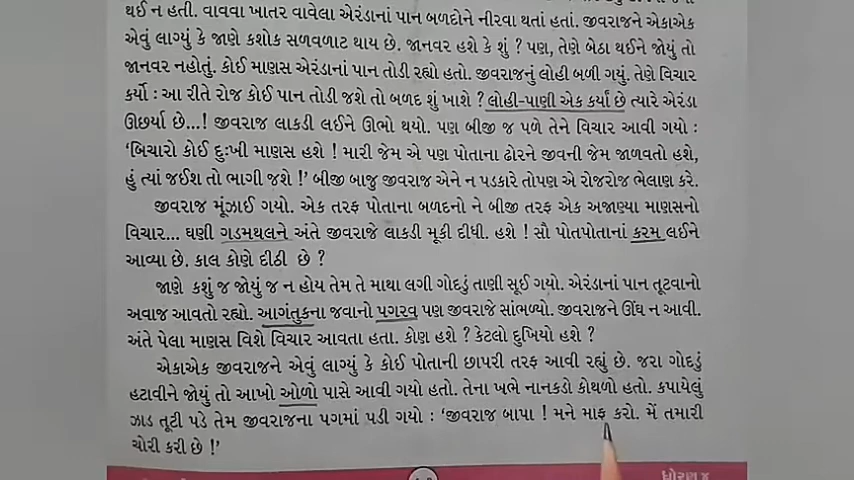 થઈ ન હતી. વાવવા ખાતર વાવેલા એરંડાનાં પાન બળદોને નીરવા થતાં હતાં. જીવરાજને એકાએક
એવું લાગ્યું કે જાણે કશોક સળવળાટ થાય છે. જાનવર હશે કે શું ? પણ, તેણે બેઠા થઈને જોયું તો
જાનવર નહોતું. કોઈ માણસ એરંડાનાં પાન તોડી રહ્યો હતો. જીવરાજનું લોહી બળી ગયું. તેણે વિચાર
કર્યો : આ રીતે રોજ કોઈ પાન તોડી જશે તો બળદ શું ખાશે ? લોહી-પાણી એક કર્યાં છે ત્યારે એરંડા
ઊછર્યા છે...! જીવરાજ લાકડી લઈને ઊભો થયો. પણ બીજી જ પળે તેને વિચાર આવી ગયો :
‘બિચારો કોઈ દુઃખી માણસ હશે ! મારી જેમ એ પણ પોતાના ઢોરને જીવની જેમ જાળવતો હશે,
હું ત્યાં જઈશ તો ભાગી જશે !’ બીજી બાજુ જીવરાજ એને ન પડકારે તોપણ એ રોજરોજ ભેલાણ કરે.
જીવરાજ મૂંઝાઈ ગયો. એક તરફ પોતાના બળદનો ને બીજી તરફ એક અજાણ્યા માણસનો
વિચાર... ઘણી ગડમથલને અંતે જીવરાજે લાકડી મૂકી દીધી. હશે ! સૌ પોતપોતાનાં કરમ લઈને
આવ્યા છે. કાલ કોણે દીઠી છે ?
જાણે કશું જ જોયું જ ન હોય તેમ તે માથા લગી ગોદડું તાણી સૂઈ ગયો. એરંડાનાં પાન તૂટવાનો
અવાજ આવતો રહ્યો. આગંતુકના જવાનો પગરવ પણ જીવરાજે સાંભળ્યો. જીવરાજને ઊંઘ ન આવી.
અંતે પેલા માણસ વિશે વિચાર આવતા હતા. કોણ હશે ? કેટલો દુખિયો હશે ?
એકાએક જીવરાજને એવું લાગ્યું કે કોઈ પોતાની છાપરી તરફ આવી રહ્યું છે. જરા ગોદડું
હટાવીને જોયું તો આખો ઓળો પાસે આવી ગયો હતો. તેના ખભે નાનકડો કોથળો હતો. કપાયેલું
ઝાડ તૂટી પડે તેમ જીવરાજના પગમાં પડી ગયો : ‘જીવરાજ બાપા ! મને માફ કરો. મેં તમારી
ચોરી કરી છે !’
ધોરણ ૪